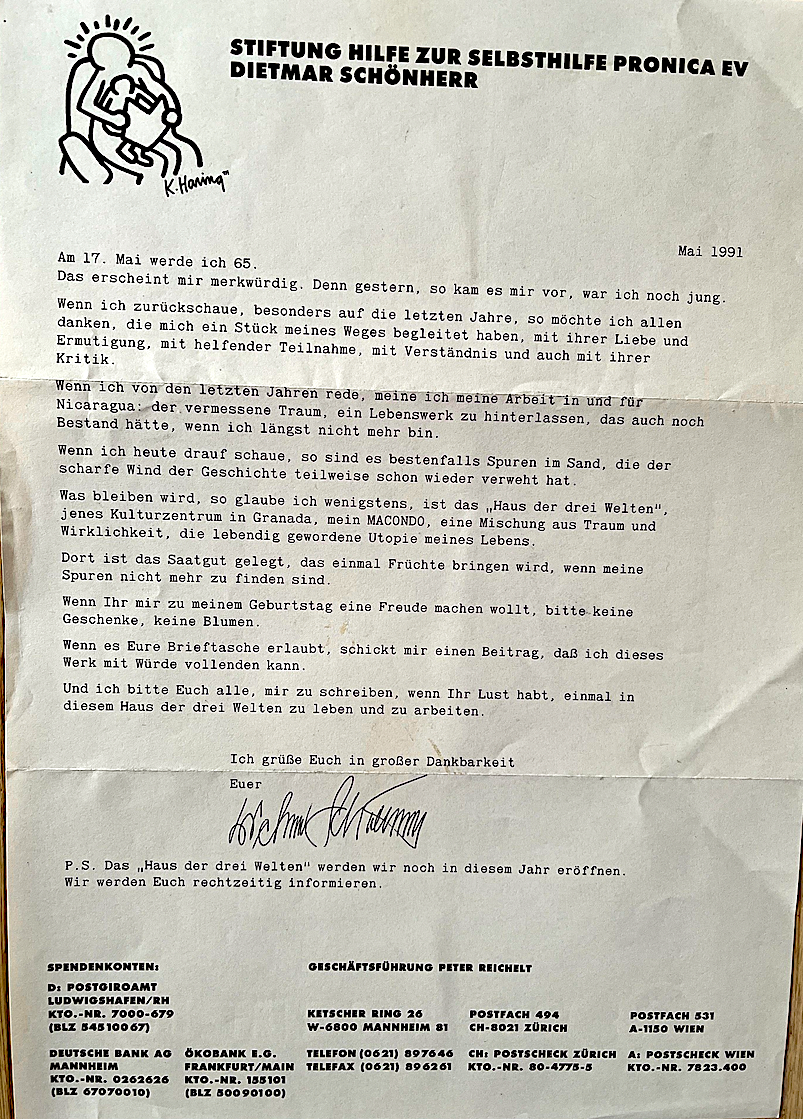 STIFTUNG HILFE ZUR SELBSTHILFE PRONICA EV
DIETMAR SCHÖNHERR
K. Haring
Mai 1991
Am 17. Mai werde ich 65.
Das erscheint mir merkwürdig. Denn gestern, so kam es mir vor, war ich noch jung.
Wenn ich zurückschaue, besonders auf die letzten Jahre, so möchte ich allen
danken, die mich ein Stück meines Weges begleitet haben, mit ihrer Liebe und
Ermutigung, mit helfender Teilnahme, mit Verständnis und auch mit ihrer
Kritik.
Wenn ich von den letzten Jahren rede, meine ich meine Arbeit in und für
Nicaragua: der vermessene Traum, ein Lebenswerk zu hinterlassen, das auch noch
Bestand hätte, wenn ich längst nicht mehr bin.
Wenn ich heute drauf schaue, so sind es bestenfalls Spuren im Sand, die der
scharfe Wind der Geschichte teilweise schon wieder verweht hat.
Was bleiben wird, so glaube ich wenigstens, ist das „Haus der drei Welten",
jenes Kulturzentrum in Granada, mein MACONDO, eine Mischung aus Traum und
Wirklichkeit, die lebendig gewordene Utopie meines Lebens.
Dort ist das Saatgut gelegt, das einmal Früchte bringen wird, wenn meine
Spuren nicht mehr zu finden sind.
Wenn Ihr mir zu meinem Geburtstag eine Freude machen wollt, bitte keine
Geschenke, keine Blumen.
Wenn es Eure Brieftasche erlaubt, schickt mir einen Beitrag, daß ich dieses
Werk mit Würde vollenden kann.
Und ich bitte Euch alle, mir zu schreiben, wenn Ihr Lust habt, einmal in
diesem Haus der drei Welten zu leben und zu arbeiten.
Ich grüße Euch in großer Dankbarkeit
Euer
P.S. Das „Haus der drei Welten" werden wir noch in diesem Jahr eröffnen.
Wir werden Euch rechtzeitig informieren.
SPENDENKONTEN:
D: POSTGIROAMT
LUDWIGSHAFEN/RH
KTO.-NR. 7000-679
(BLZ 54510067)
DEUTSCHE BANK AG
MANNHEIM
KTO.-NR. 0262626
(BLZ 67070010)
ÖKOBANK E.G.
FRANKFURT/MAIN
KTO.-NR. 155101
(BLZ 50090100)
GESCHÄFTSFÜHRUNG PETER REICHELT
KETSCHER RING 26
W-6800 MANNHEIM 81
TELEFON (0621) 897646
TELEFAX (0621) 896261
POSTFACH 494
CH-8021 ZÜRICH
CH: POSTSCHECK ZÜRICH
KTO.-NR. 80-4775-5
POSTFACH 531
A-1150 WIEN
A: POSTSCHECK WIEN
KTO.-NR. 7823.400